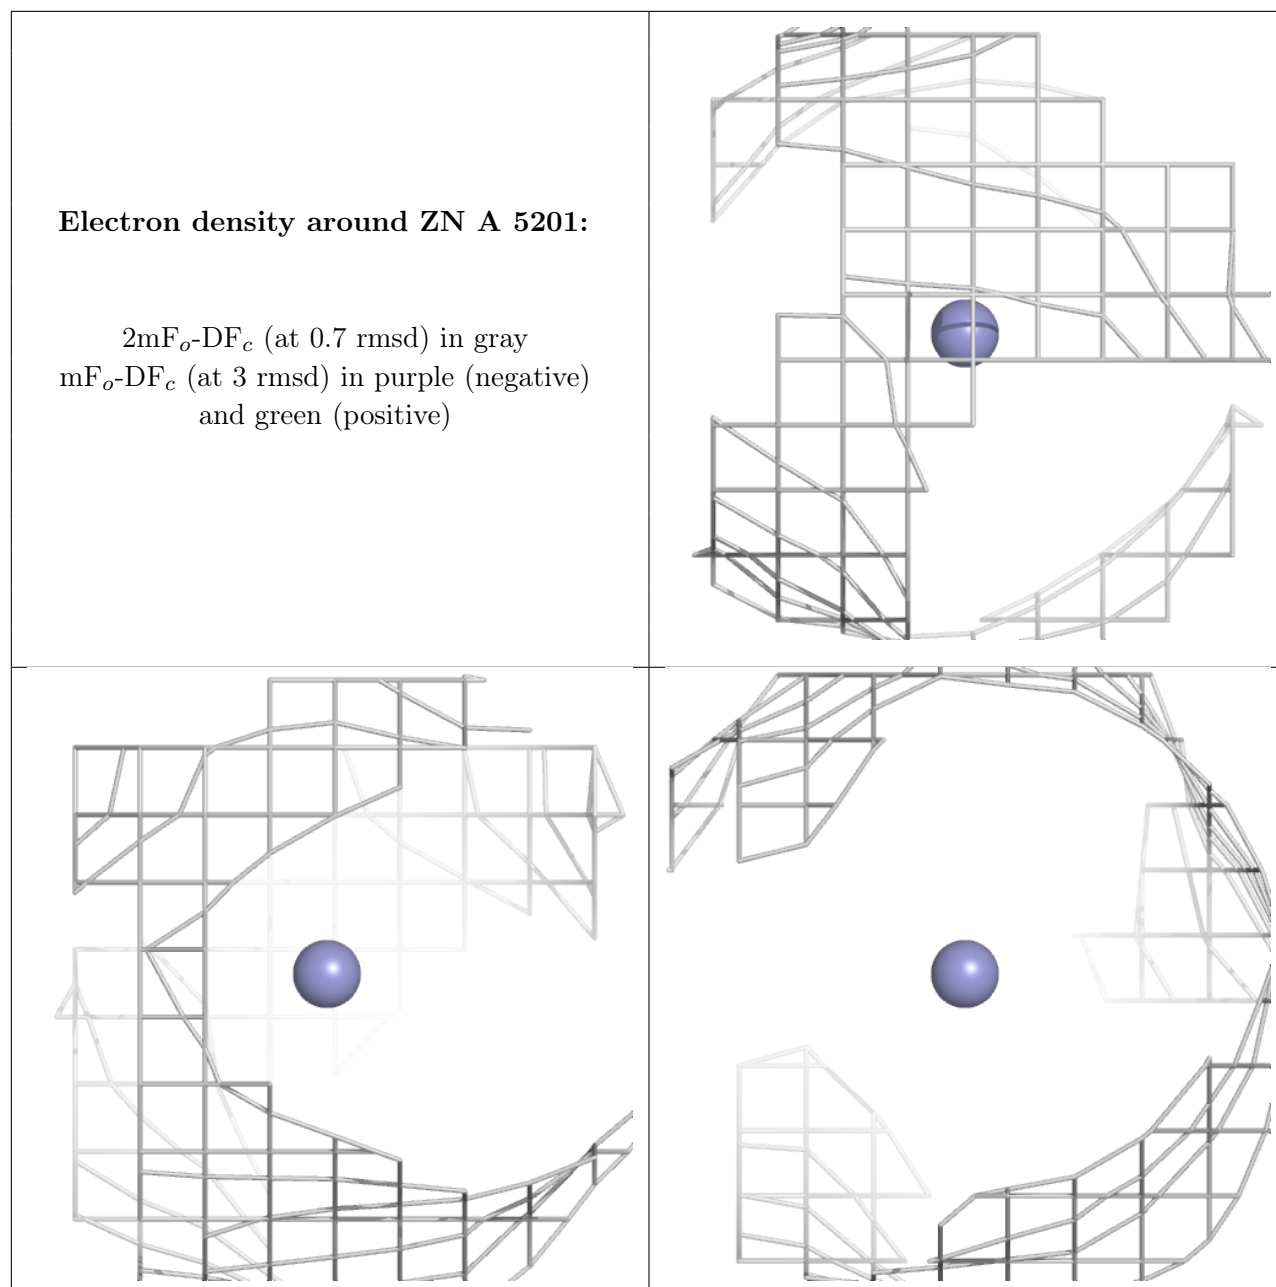 Electron density around ZN A 5201:
2mFo-DFc (at 0.7 rmsd) in gray
mFo-DFc (at 3 rmsd) in purple (negative)
and green (positive)